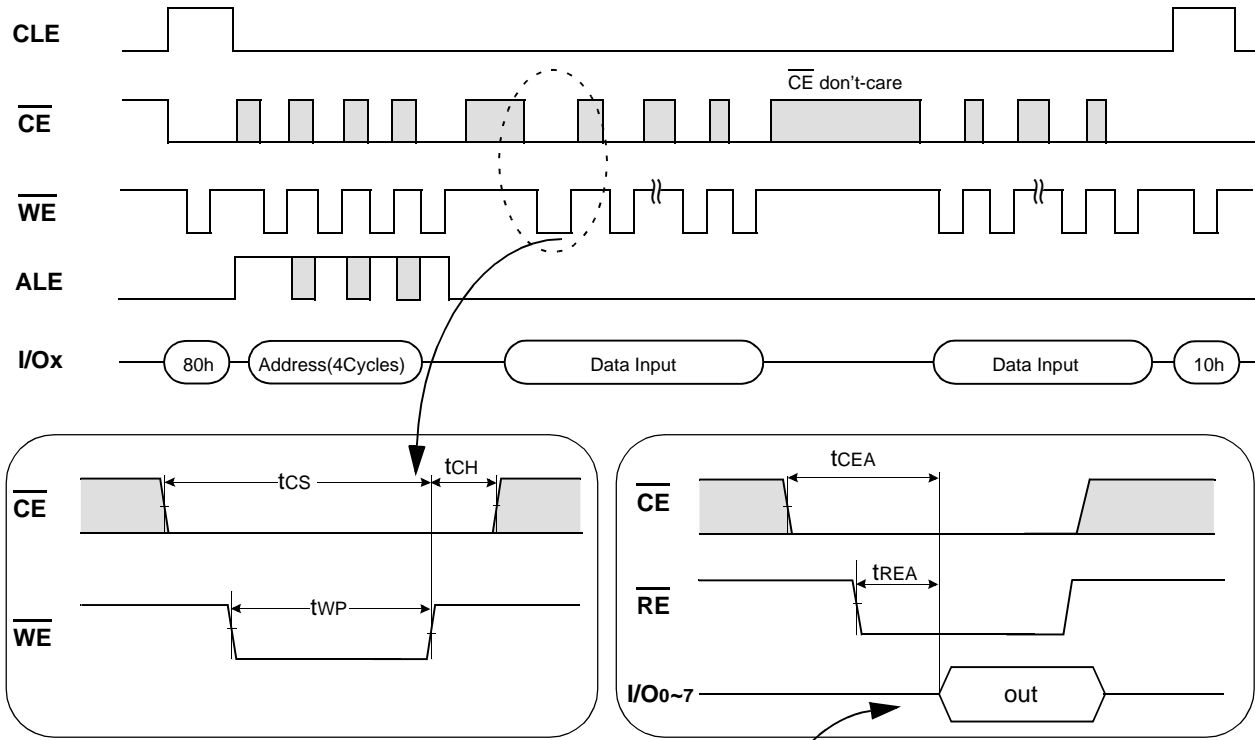 CLE
CE don't-care
CE
WE
ALE
I/Ox 80h Address(4Cycles) Data Input Data Input 10h
CE tCS tCH
WE tWP
CE tCEA
RE tREA
I/O0~7 out